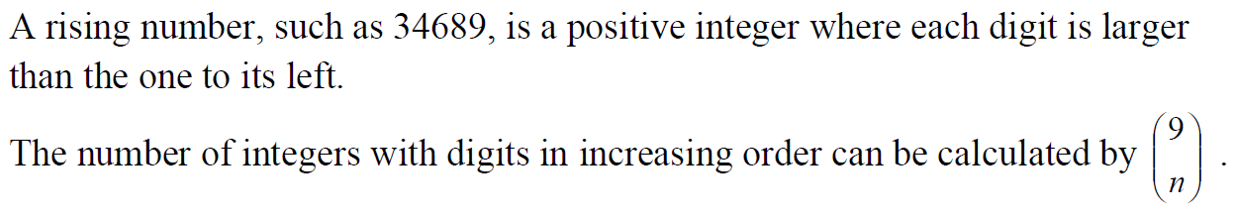 A rising number, such as 34689, is a positive integer where each digit is larger
than the one to its left.
The number of integers with digits in increasing order can be calculated by (9 n) .